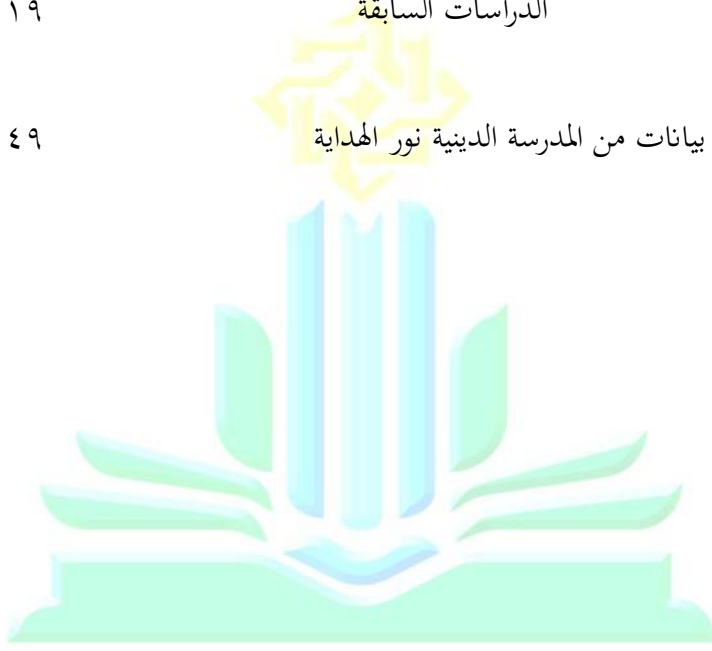 الدراسات السابقة ١٩
بيانات من المدرسة الدينية نور الهداية ٤٩